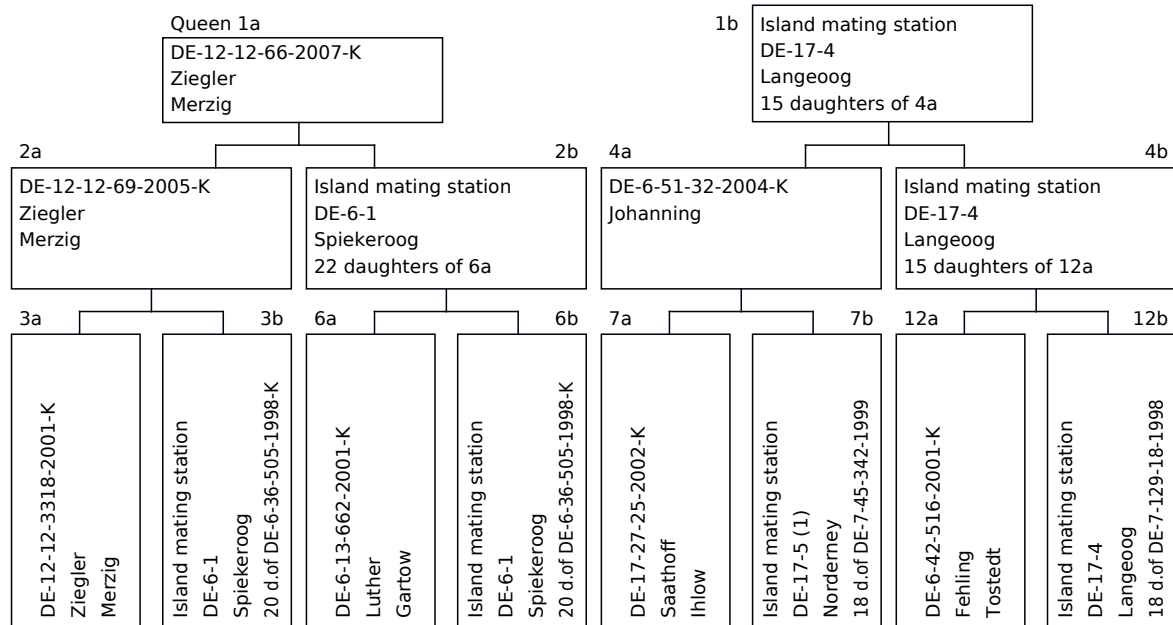 Queen 1a
DE-12-12-66-2007-K
Ziegler
Merzig
1b
Island mating station
DE-17-4
Langeoog
15 daughters of 4a
2a
DE-12-12-69-2005-K
Ziegler
Merzig
2b
Island mating station
DE-6-1
Spiekeroog
22 daughters of 6a
4a
DE-6-51-32-2004-K
Johanning
4b
Island mating station
DE-17-4
Langeoog
15 daughters of 12a
3a
DE-12-12-3318-2001-K
Ziegler
Merzig
3b
Island mating station
DE-6-1
Spiekeroog
20 d.of DE-6-36-505-1998-K
6a
DE-6-13-662-2001-K
Luther
Gartow
6b
Island mating station
DE-6-1
Spiekeroog
20 d.of DE-6-36-505-1998-K
7a
DE-17-27-25-2002-K
Saathoff
Ihlow
7b
Island mating station
DE-17-5 (1)
Norderney
18 d.of DE-7-45-342-1999
12a
DE-6-42-516-2001-K
Fehling
Tostedt
12b
Island mating station
DE-17-4
Langeoog
18 d.of DE-7-129-18-1998